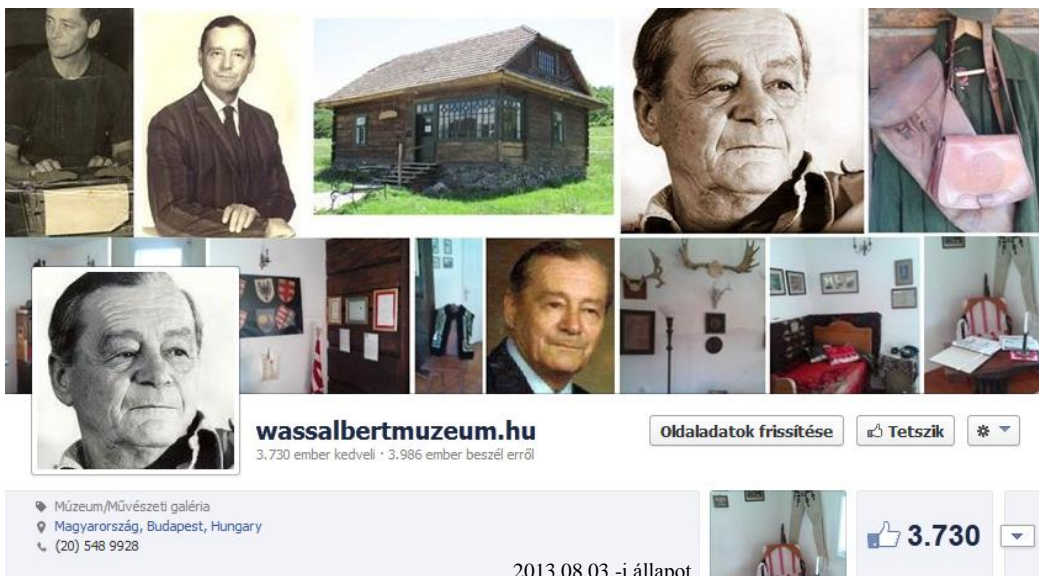 wassalbertmuzeum.hu
3.730 ember kedveli · 3.986 ember beszél erről
Oldaladatok frissítése
Tetszik
Múzeum/Művészeti galéria
Magyarország, Budapest, Hungary
(20) 548 9928
3.730
2013.08.03.-i állapot